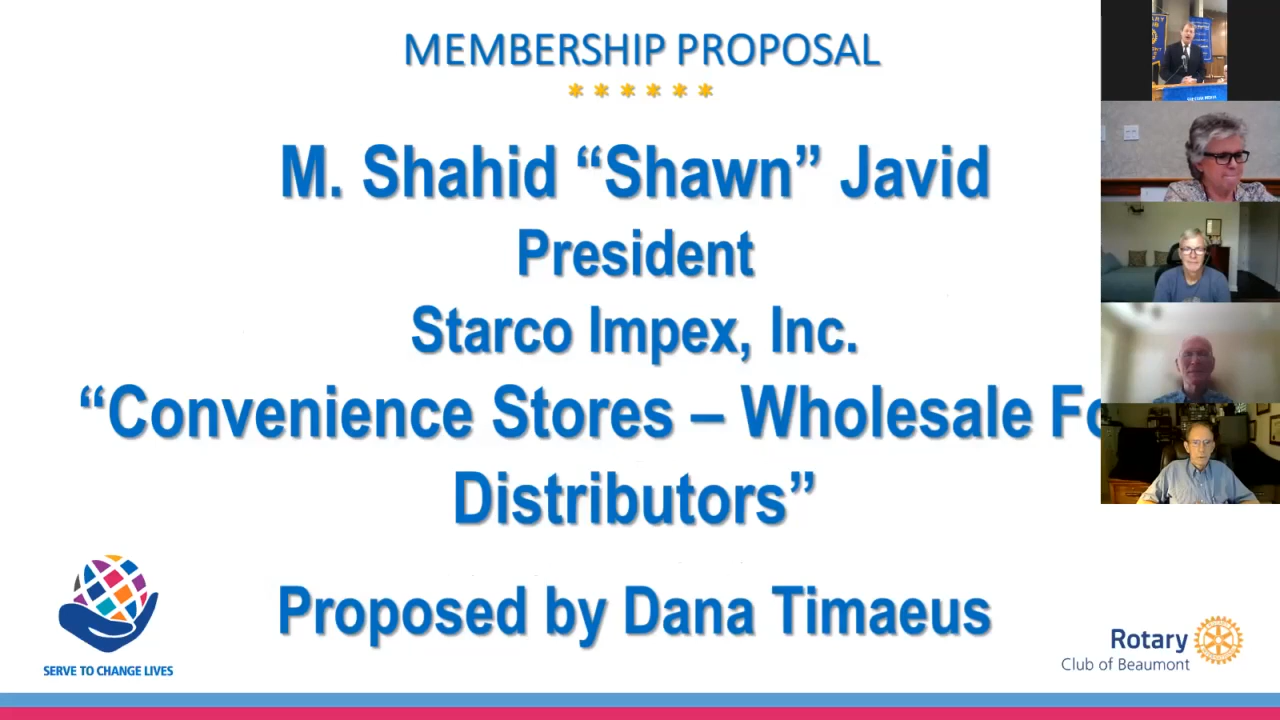 MEMBERSHIP PROPOSAL
******
M. Shahid “Shawn” Javid
President
Starco Impex, Inc.
“Convenience Stores – Wholesale
Distributors”
Proposed by Dana Timaeus
SERVE TO CHANGE LIVES
Rotary
Club of Beaumont